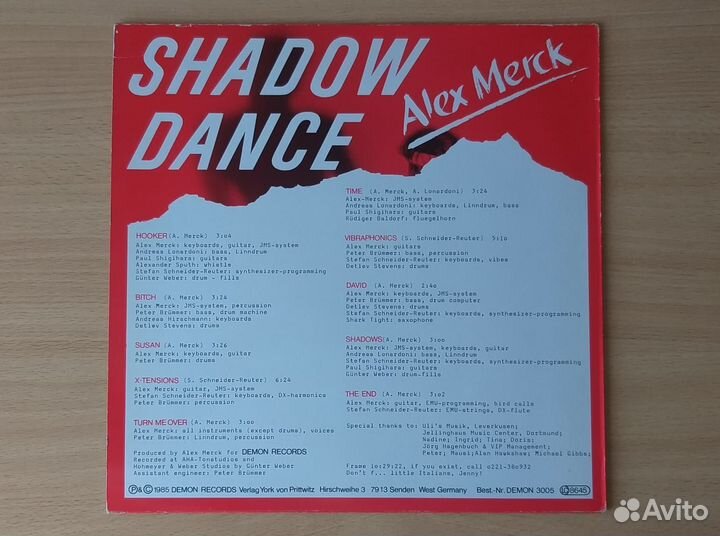 SHADOW
DANCE
Alex Merck
HOOKER (A. Merck) 3:04
Alex Merck: keyboards, guitar, JMS-system
Andreas Lonardoni: bass, Linndrum
Paul Shigihara: guitars
Alexander Sputh: whistle
Stefan Schneider-Reuter: synthesizer-programming
Günter Weber: drum - fills
BITCH (A. Merck) 3:24
Alex Merck: JMS-system, percussion
Peter Brümmer: bass, drum machine
Andreas Hirschmann: keyboards
Detlev Stevens: drums
SUSAN (A. Merck) 3:26
Alex Merck: keyboards, guitar
Peter Brümmer: drums
X-TENSIONS (S. Schneider-Reuter) 6:24
Alex Merck: guitar, JMS-system
Stefan Schneider-Reuter: keyboards, DX-harmonica
Peter Brümmer: percussion
TURN ME OVER (A. Merck) 3:00
Alex Merck: all instruments (except drums), voices
Peter Brümmer: Linndrum, percussion
Produced by Alex Merck for DEMON RECORDS
Recorded at AHA-Tonstudios and
Hohmeyer & Weber Studios by Günter Weber
Assistant engineer: Peter Brümmer
TIME (A. Merck, A. Lonardoni) 3:24
Alex-Merck: JMS-system
Andreas Lonardoni: keyboards, Linndrum, bass
Paul Shigihara: guitars
Rüdiger Baldorf: fluegelhorn
VIBRAPHONICS (S. Schneider-Reuter) 5:10
Alex Merck: guitars
Peter Brümmer: bass, percussion
Stefan Schneider-Reuter: keyboards, vibes
Detlev Stevens: drums
DAVID (A. Merck) 2:40
Alex Merck: keyboards, JMS-system
Peter Brümmer: bass, drum computer
Detlev Stevens: drums
Stefan Schneider-Reuter: keyboards, synthesizer-programming
Shark Tight: saxophone
SHADOWS (A. Merck) 3:00
Alex Merck: JMS-system, keyboards, guitar
Andreas Lonardoni: bass, Linndrum
Stefan Schneider-Reuter: keyboards, synthesizer-programming
Paul Shigihara: guitars
Günter Weber: drum-fills
THE END (A. Merck) 3:02
Alex Merck: guitar, EMU-programming, bird calls
Stefan Schneider-Reuter: EMU-strings, DX-flute
Special thanks to: Uli's Musik, Leverkusen;
Jellinghaus Music Center, Dortmund;
Nadine; Ingrid; Tina; Doris;
Jörg Hagenbuch & VIP Management;
Peter; Mausi; Alan Hawkshaw; Michael Gibbs;
Frame 10:29:22, if you exist, call 0221-380932
Don't f... little Italians, Jenny!
Ⓟ&© 1985 DEMON RECORDS Verlag York von Prittwitz Hirschweihe 3 7913 Senden West Germany Best.-Nr. DEMON 3005 LC 8645
Avito